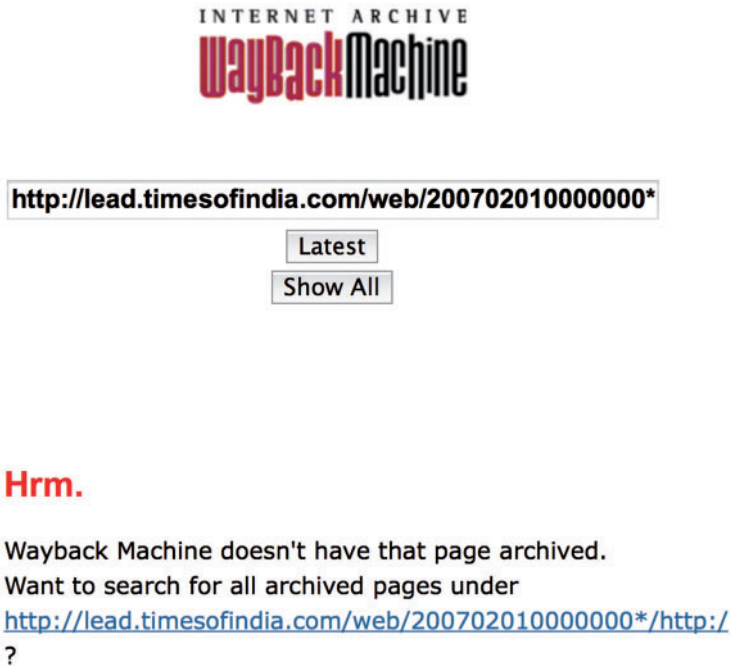 INTERNET ARCHIVE
WayBackMachine
http://lead.timesofindia.com/web/200702010000000*
Latest
Show All
Hrm.
Wayback Machine doesn't have that page archived.
Want to search for all archived pages under
http://lead.timesofindia.com/web/200702010000000*/http:/
?